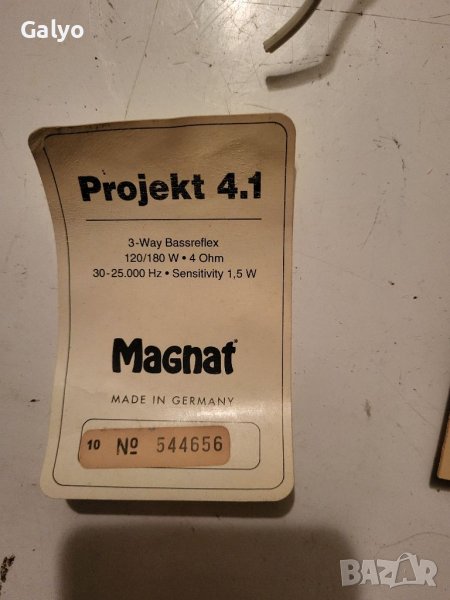 Galyo
Projekt 4.1
3-Way Bassreflex
120/180 W • 4 Ohm
30-25.000 Hz • Sensitivity 1,5 W
Magnat
MADE IN GERMANY
10 Nº 544656
BAZAR